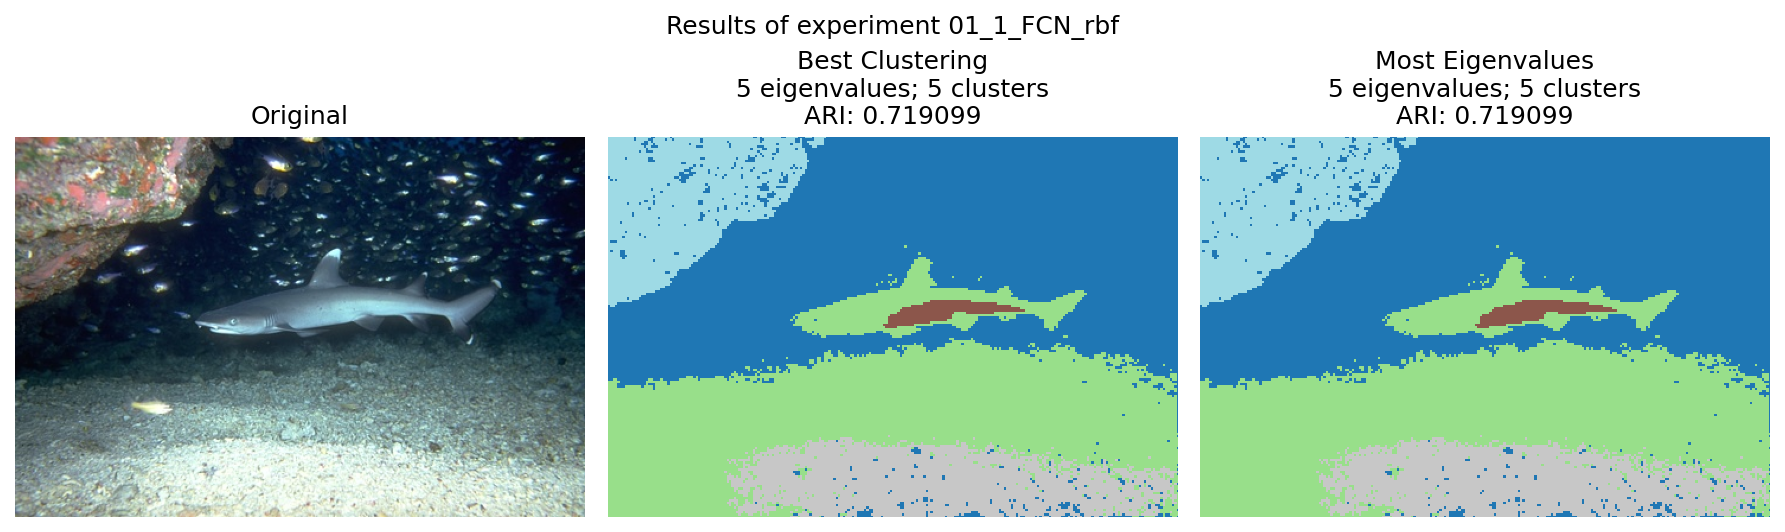 Results of experiment 01_1_FCN_rbf
Original
Best Clustering
5 eigenvalues; 5 clusters
ARI: 0.719099
Most Eigenvalues
5 eigenvalues; 5 clusters
ARI: 0.719099